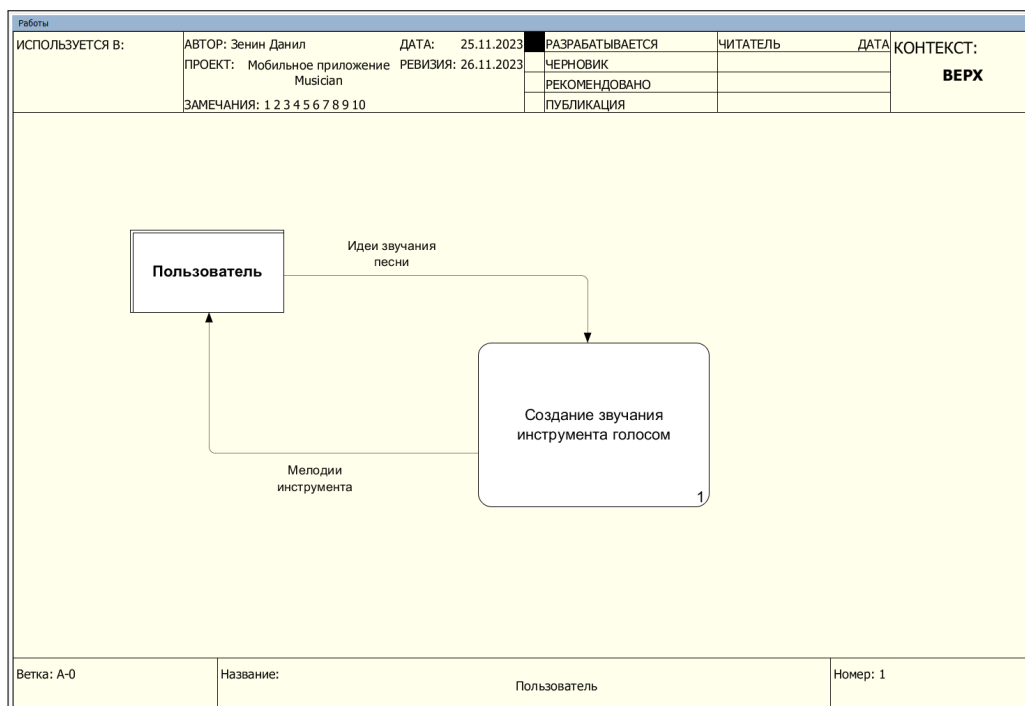 Работы
ИСПОЛЬЗУЕТСЯ В:
АВТОР: Зенин Данил
ДАТА: 25.11.2023
ПРОЕКТ: Мобильное приложение
Musician
РЕВИЗИЯ: 26.11.2023
ЗАМЕЧАНИЯ: 1 2 3 4 5 6 7 8 9 10
РАЗРАБАТЫВАЕТСЯ
ЧЕРНОВИК
РЕКОМЕНДОВАНО
ПУБЛИКАЦИЯ
ЧИТАТЕЛЬ ДАТА
КОНТЕКСТ:
ВЕРХ
Пользователь
Идеи звучания
песни
Создание звучания
инструмента голосом
1
Мелодии
инструмента
Ветка: А-0
Название:
Пользователь
Номер: 1